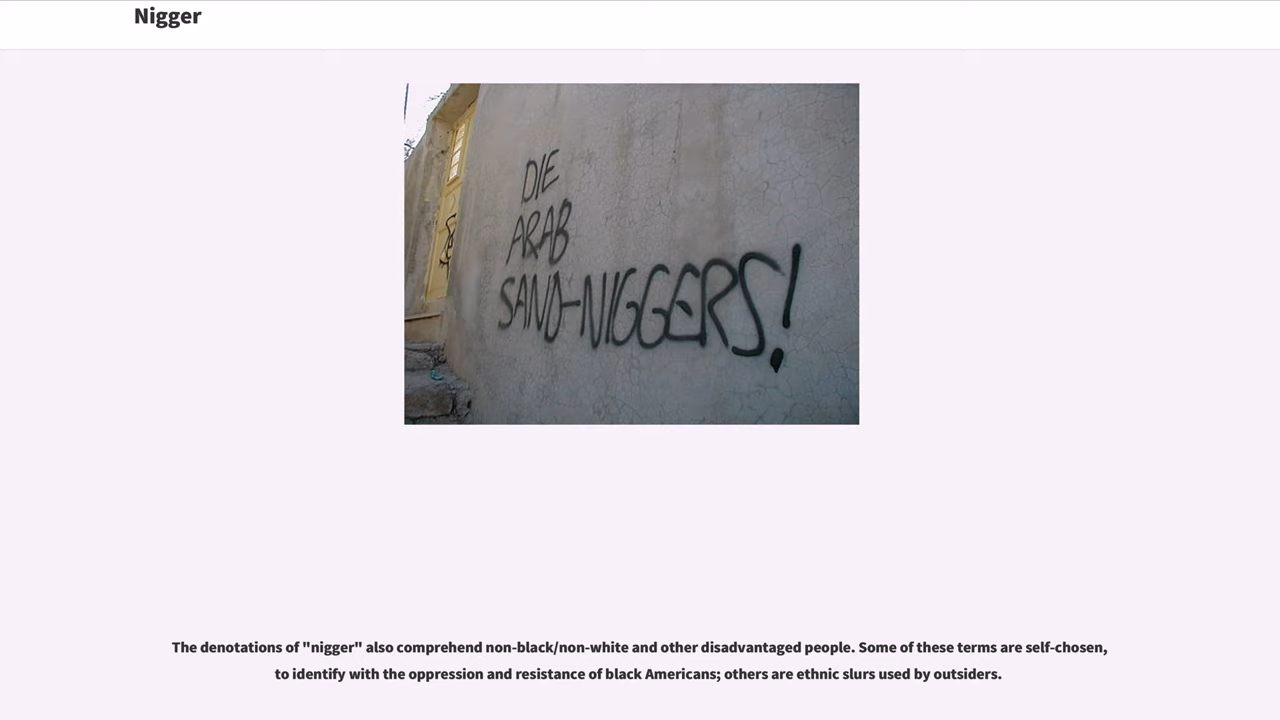 Nigger
DIE
ARAB
SAND-NIGGERS!
The denotations of "nigger" also comprehend non-black/non-white and other disadvantaged people. Some of these terms are self-chosen,
to identify with the oppression and resistance of black Americans; others are ethnic slurs used by outsiders.